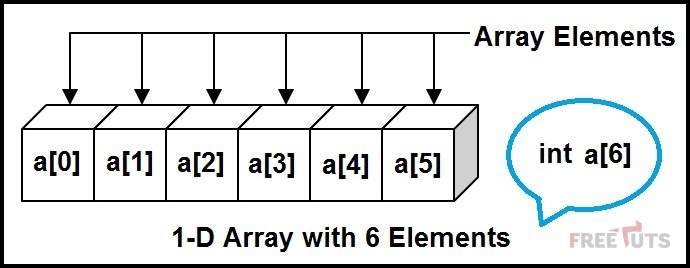 Array Elements
a[0] a[1] a[2] a[3] a[4] a[5]
int a[6]
1-D Array with 6 Elements
FREETUTS